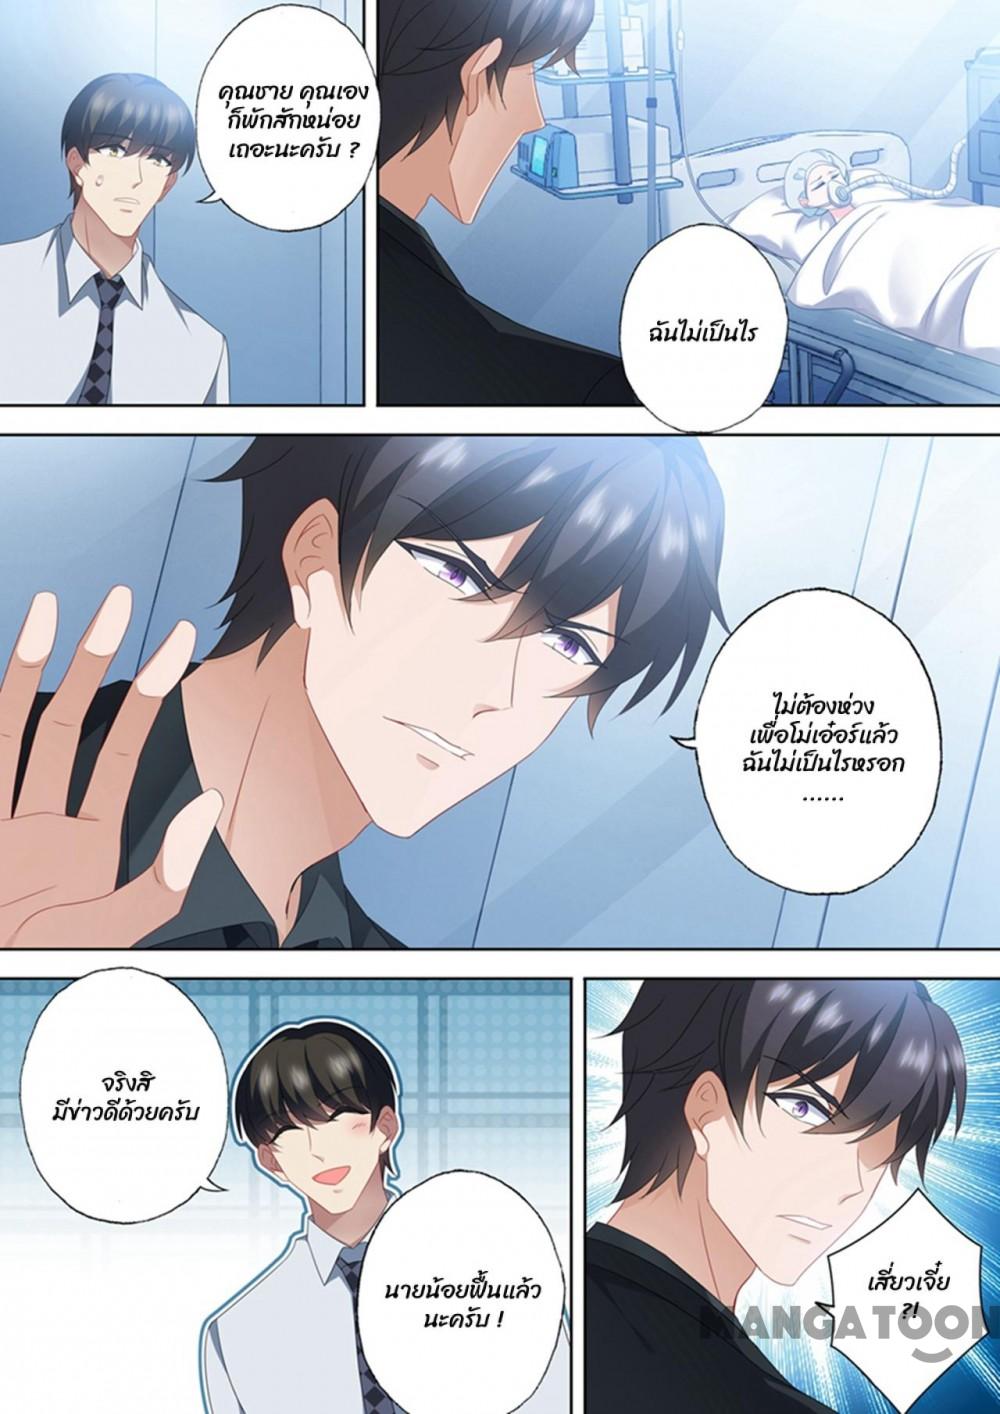 คุณชาย คุณเอง
ก็พักสักหน่อย
เถอะนะครับ ?
ฉันไม่เป็นไร
ไม่ต้องห่วง
เพื่อโม่เอ๋อร์แล้ว
ฉันไม่เป็นไรหรอก
......
จริงสิ
มีข่าวดีด้วยครับ
นายน้อยฟื้นแล้ว
นะครับ !
เสี่ยวเจี๋ย
?!
MANGATOON